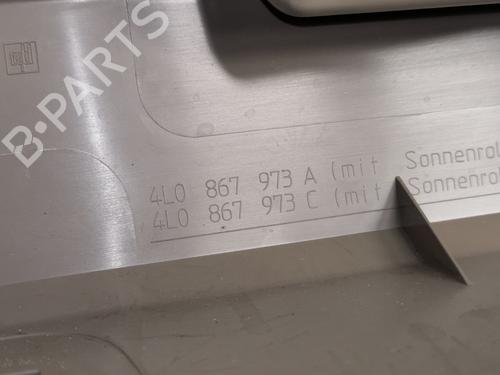 B-PARTS
4L0 867 973 A (mit Sonnenrol
4L0 867 973 C (mit Sonnenrol